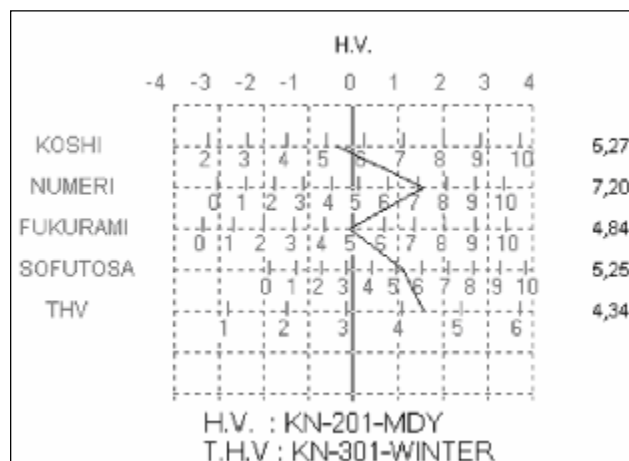 H.V.
-4 -3 -2 -1 0 1 2 3 4
KOSHI 2 3 4 5 6 7 8 9 10 5,27
NUMERI 0 1 2 3 4 5 6 7 8 9 10 7,20
FUKURAMI 0 1 2 3 4 5 6 7 8 9 10 4,84
SOFUTOSA 0 1 2 3 4 5 6 7 8 9 10 5,25
THV 1 2 3 4 5 6 4,34
H.V. : KN-201-MDY
T.H.V : KN-301-WINTER